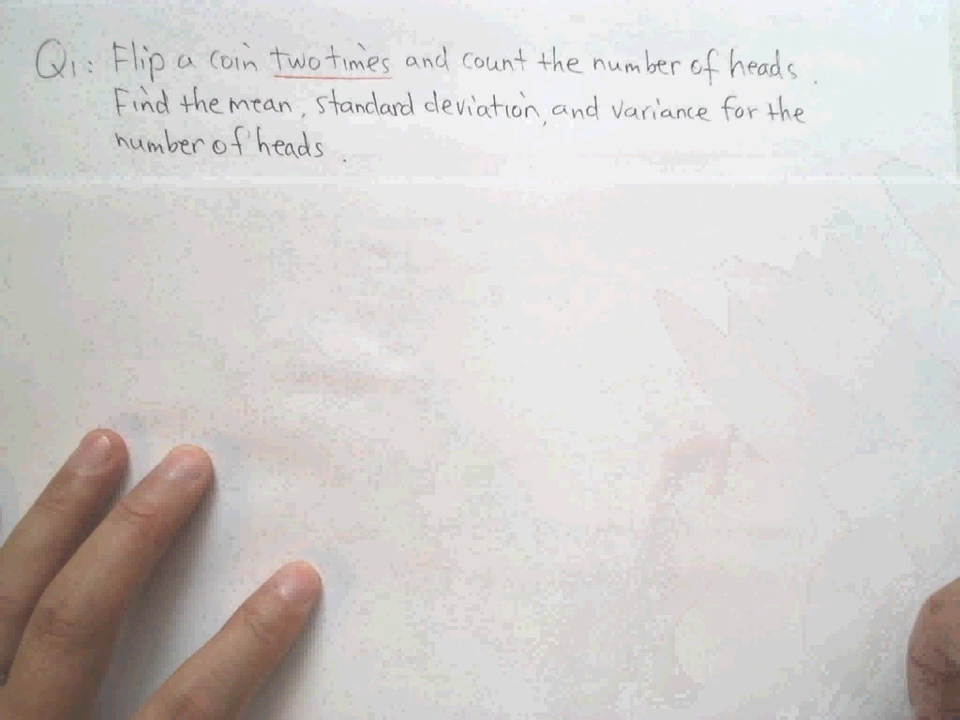 Q1: Flip a coin two times and count the number of heads.
Find the mean, standard deviation, and variance for the
number of heads.